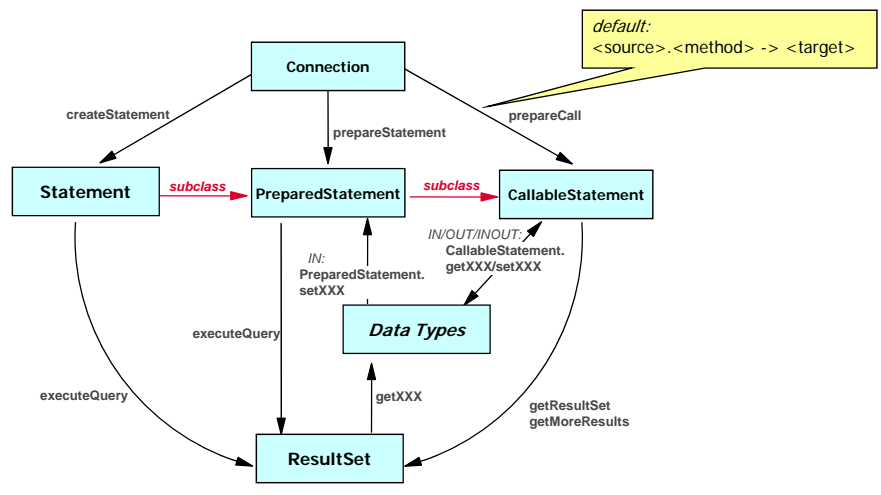 default:
<source>.<method> -> <target>
Connection
createStatement
prepareStatement
prepareCall
Statement
subclass
PreparedStatement
subclass
CallableStatement
IN/OUT/INOUT:
CallableStatement.
getXXX/setXXX
IN:
PreparedStatement.
setXXX
Data Types
executeQuery
executeQuery
getXXX
getResultSet
getMoreResults
ResultSet